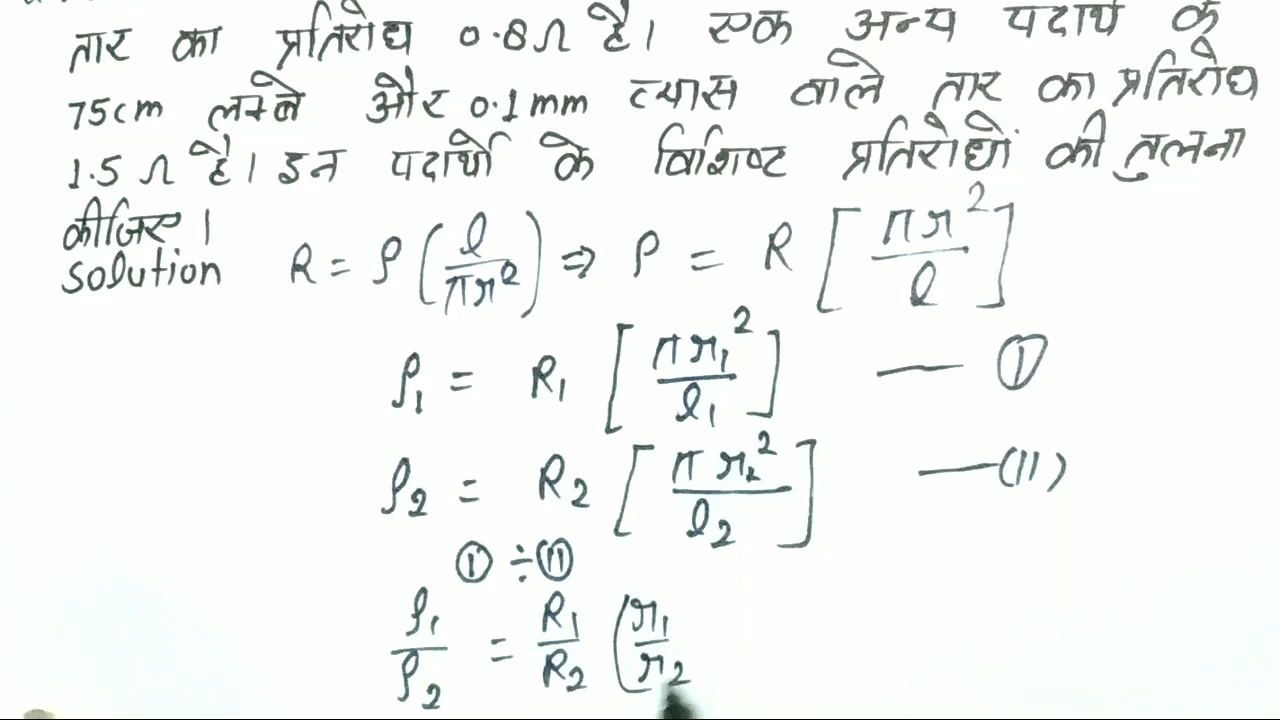 तार का प्रतिरोध 0.8Ω है। एक अन्य पदार्थ के
75cm लम्बे और 0.1mm व्यास वाले तार का प्रतिरोध
1.5 Ω है। इन पदार्थो के विशिष्ट प्रतिरोधों की तुलना
कीजिए।
solution R = ρ (l/πr²) ⇒ ρ = R [πr²/l]
ρ₁ = R₁ [πr₁²/l₁] — (I)
ρ₂ = R₂ [πr₂²/l₂] — (II)
(I) ÷ (II)
ρ₁/ρ₂ = R₁/R₂ (r₁/r₂